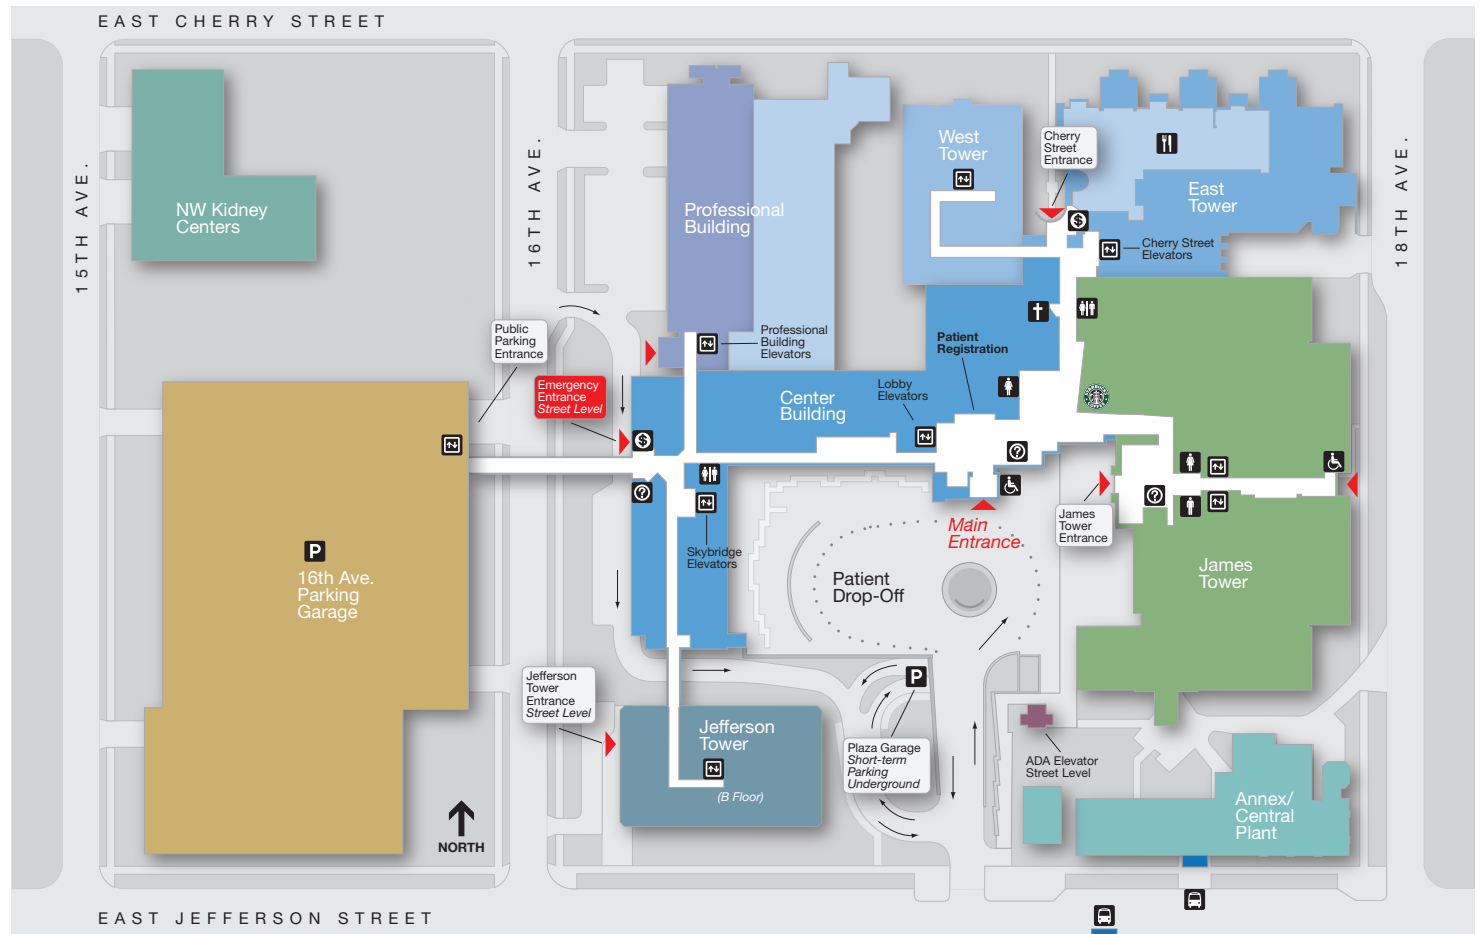 EAST CHERRY STREET
15TH AVE.
16TH AVE.
18TH AVE.
NW Kidney
Centers
Professional
Building
West
Tower
Cherry
Street
Entrance
East
Tower
$
Cherry Street
Elevators
Public
Parking
Entrance
Professional
Building
Elevators
Patient
Registration
Emergency
Entrance
Street Level
Center
Building
Lobby
Elevators
$
?
?
?
Main
Entrance
James
Tower
Entrance
Skybridge
Elevators
P
16th Ave.
Parking
Garage
Patient
Drop-Off
James
Tower
Jefferson
Tower
Entrance
Street Level
P
Jefferson
Tower
(B Floor)
Plaza Garage
Short-term
Parking
Underground
ADA Elevator
Street Level
Annex/
Central
Plant
NORTH
EAST JEFFERSON STREET